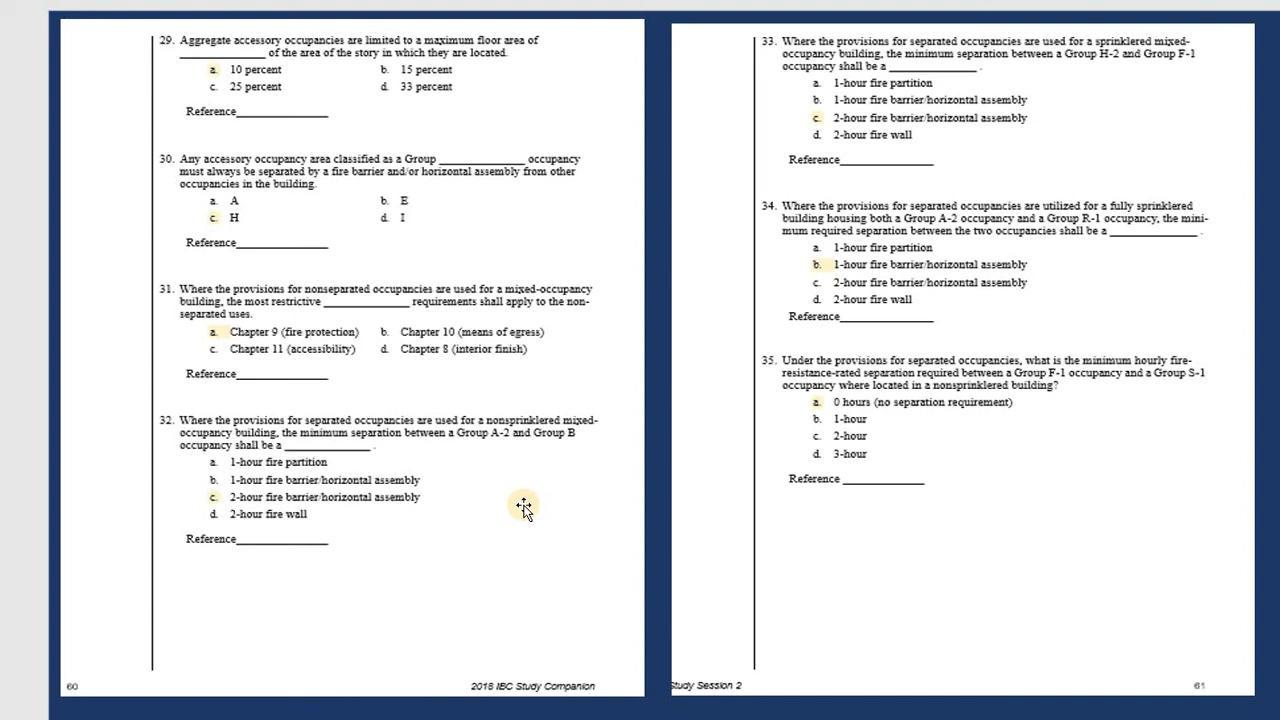 29. Aggregate accessory occupancies are limited to a maximum floor area of
_______________ of the area of the story in which they are located.
a. 10 percent b. 15 percent
c. 25 percent d. 33 percent
Reference_______________
30. Any accessory occupancy area classified as a Group _______________ occupancy
must always be separated by a fire barrier and/or horizontal assembly from other
occupancies in the building.
a. A b. E
c. H d. I
Reference_______________
31. Where the provisions for nonseparated occupancies are used for a mixed-occupancy
building, the most restrictive _______________ requirements shall apply to the non-
separated uses.
a. Chapter 9 (fire protection) b. Chapter 10 (means of egress)
c. Chapter 11 (accessibility) d. Chapter 8 (interior finish)
Reference_______________
32. Where the provisions for separated occupancies are used for a nonsprinklered mixed-
occupancy building, the minimum separation between a Group A-2 and Group B
occupancy shall be a _______________ .
a. 1-hour fire partition
b. 1-hour fire barrier/horizontal assembly
c. 2-hour fire barrier/horizontal assembly
d. 2-hour fire wall
Reference_______________
60 2018 IBC Study Companion
33. Where the provisions for separated occupancies are used for a sprinklered mixed-
occupancy building, the minimum separation between a Group H-2 and Group F-1
occupancy shall be a _______________ .
a. 1-hour fire partition
b. 1-hour fire barrier/horizontal assembly
c. 2-hour fire barrier/horizontal assembly
d. 2-hour fire wall
Reference_______________
34. Where the provisions for separated occupancies are utilized for a fully sprinklered
building housing both a Group A-2 occupancy and a Group R-1 occupancy, the mini-
mum required separation between the two occupancies shall be a _______________ .
a. 1-hour fire partition
b. 1-hour fire barrier/horizontal assembly
c. 2-hour fire barrier/horizontal assembly
d. 2-hour fire wall
Reference_______________
35. Under the provisions for separated occupancies, what is the minimum hourly fire-
resistance-rated separation required between a Group F-1 occupancy and a Group S-1
occupancy where located in a nonsprinklered building?
a. 0 hours (no separation requirement)
b. 1-hour
c. 2-hour
d. 3-hour
Reference _______________
Study Session 2 61